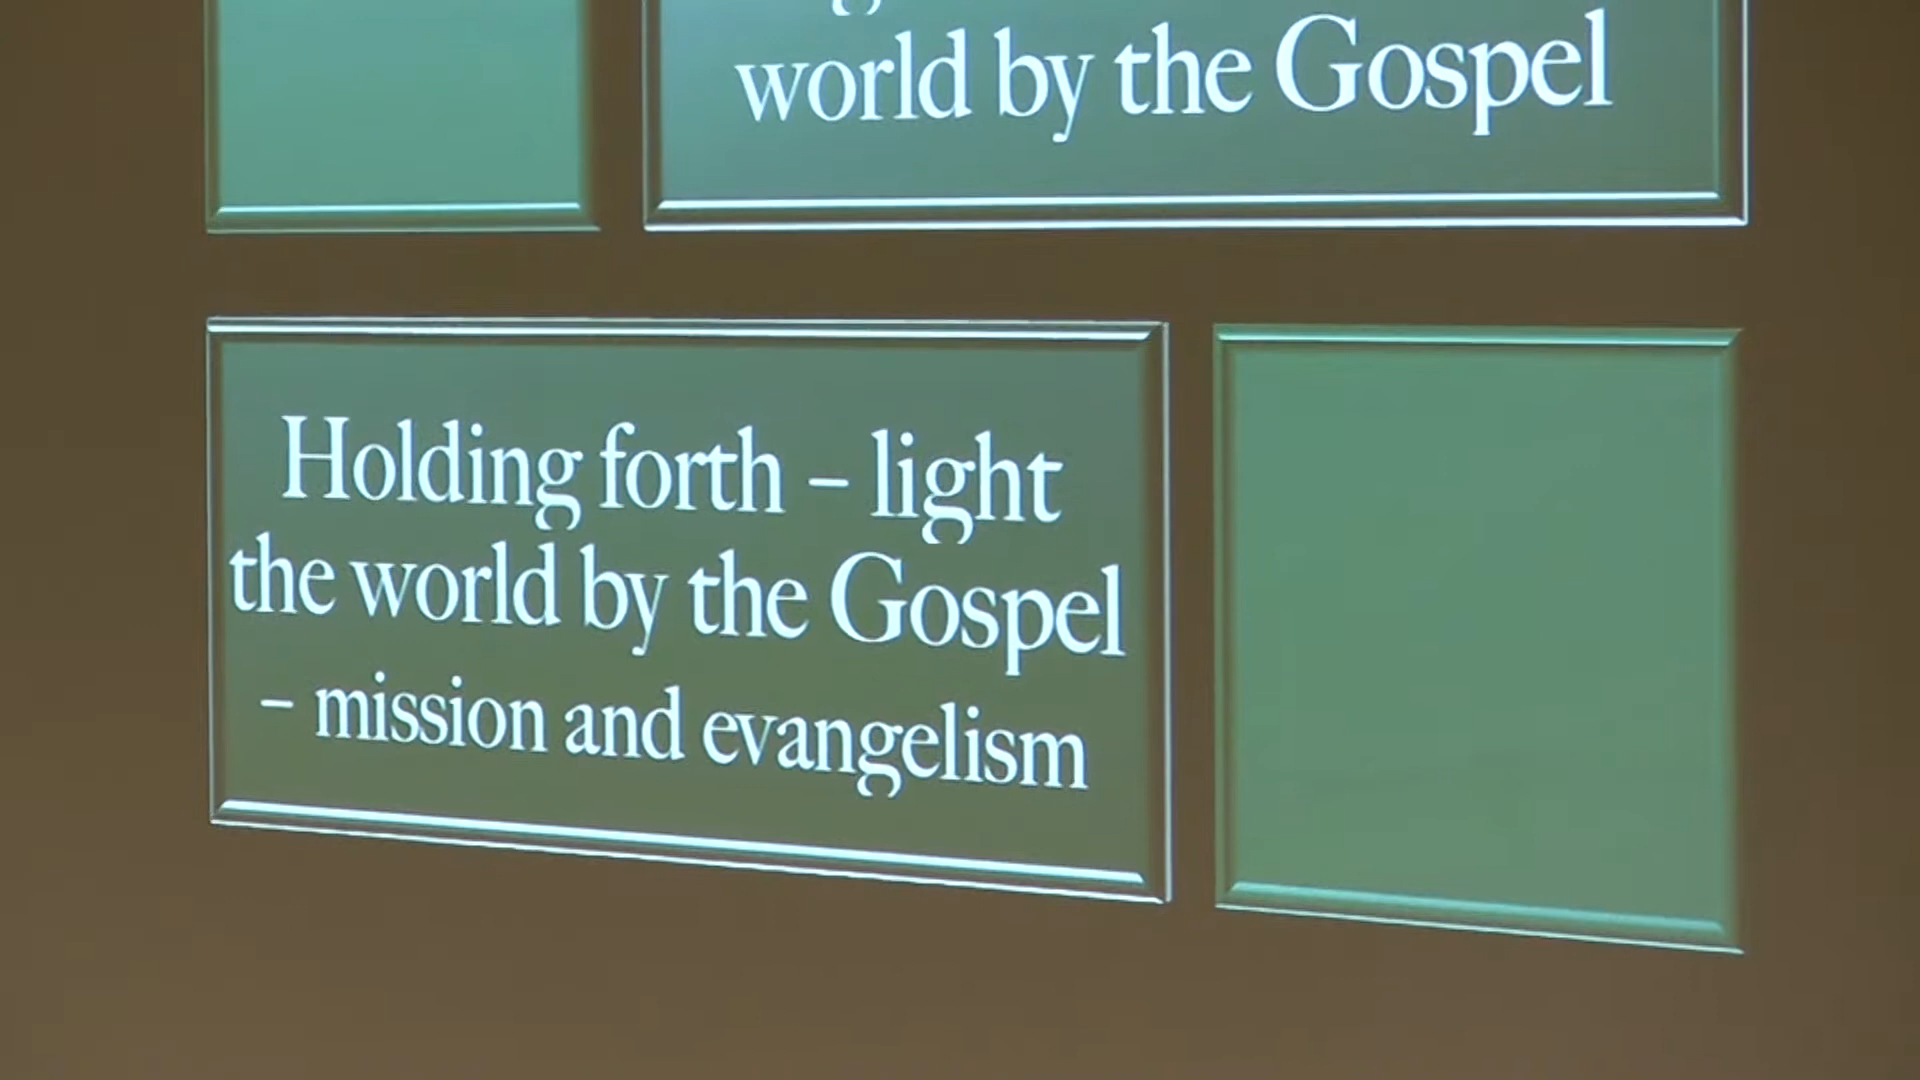 world by the Gospel
Holding forth – light
the world by the Gospel
– mission and evangelism